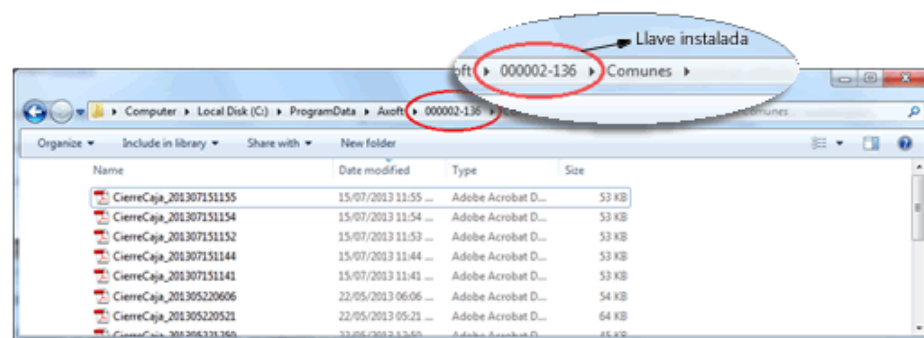 Llave instalada
oft ▸ 000002-136 ▸ Comunes ▸
▸ Computer ▸ Local Disk (C:) ▸ ProgramData ▸ Axoft ▸ 000002-136
Organize Include in library Share with New folder
Name Date modified Type Size
CierreCaja_201307151155 15/07/2013 11:55 ... Adobe Acrobat D... 53 KB
CierreCaja_201307151154 15/07/2013 11:54 ... Adobe Acrobat D... 53 KB
CierreCaja_201307151152 15/07/2013 11:53 ... Adobe Acrobat D... 53 KB
CierreCaja_201307151144 15/07/2013 11:44 ... Adobe Acrobat D... 53 KB
CierreCaja_201307151141 15/07/2013 11:41 ... Adobe Acrobat D... 53 KB
CierreCaja_201305220606 22/05/2013 06:06 ... Adobe Acrobat D... 54 KB
CierreCaja_201305220521 22/05/2013 05:21 ... Adobe Acrobat D... 64 KB
Adobe Acrobat D... 45 KB